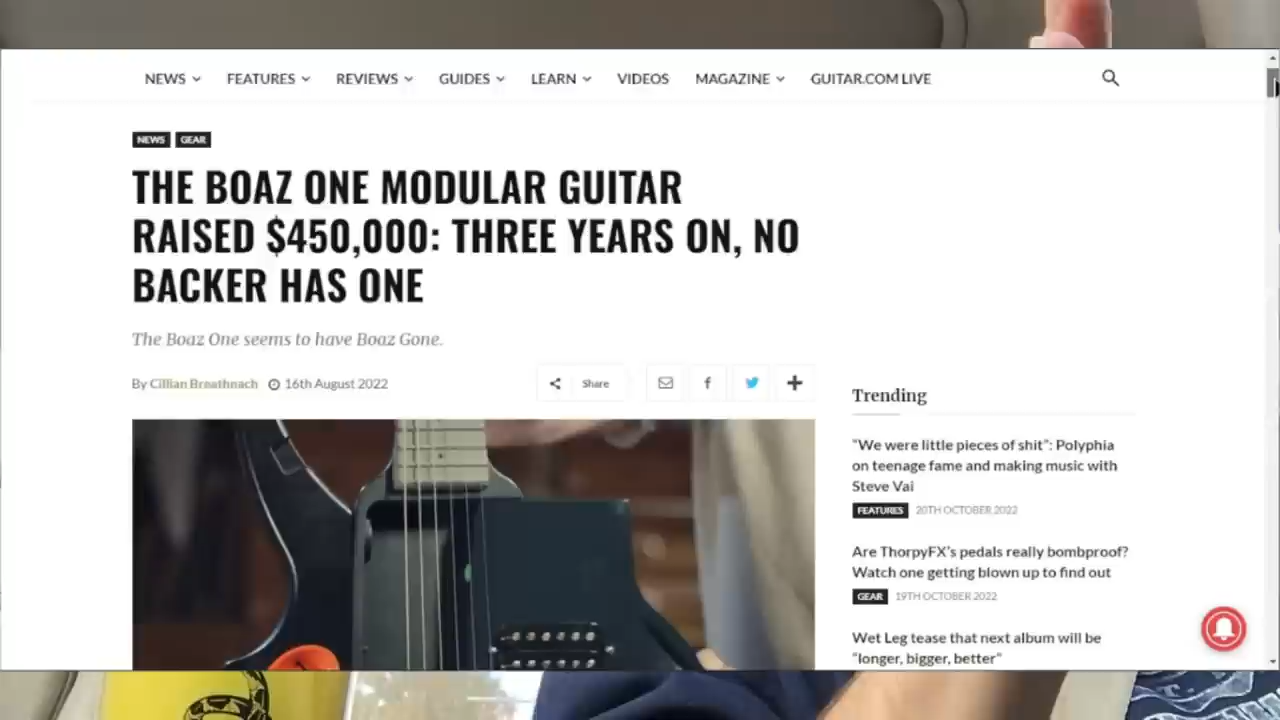 NEWS FEATURES REVIEWS GUIDES LEARN VIDEOS MAGAZINE GUITAR.COM LIVE
NEWS GEAR
THE BOAZ ONE MODULAR GUITAR
RAISED $450,000: THREE YEARS ON, NO
BACKER HAS ONE
The Boaz One seems to have Boaz Gone.
By Cillian Breathnach 16th August 2022
Share
Trending
“We were little pieces of shit”: Polyphia
on teenage fame and making music with
Steve Vai
FEATURES 20TH OCTOBER 2022
Are ThorpyFX’s pedals really bombproof?
Watch one getting blown up to find out
GEAR 19TH OCTOBER 2022
Wet Leg tease that next album will be
“longer, bigger, better”